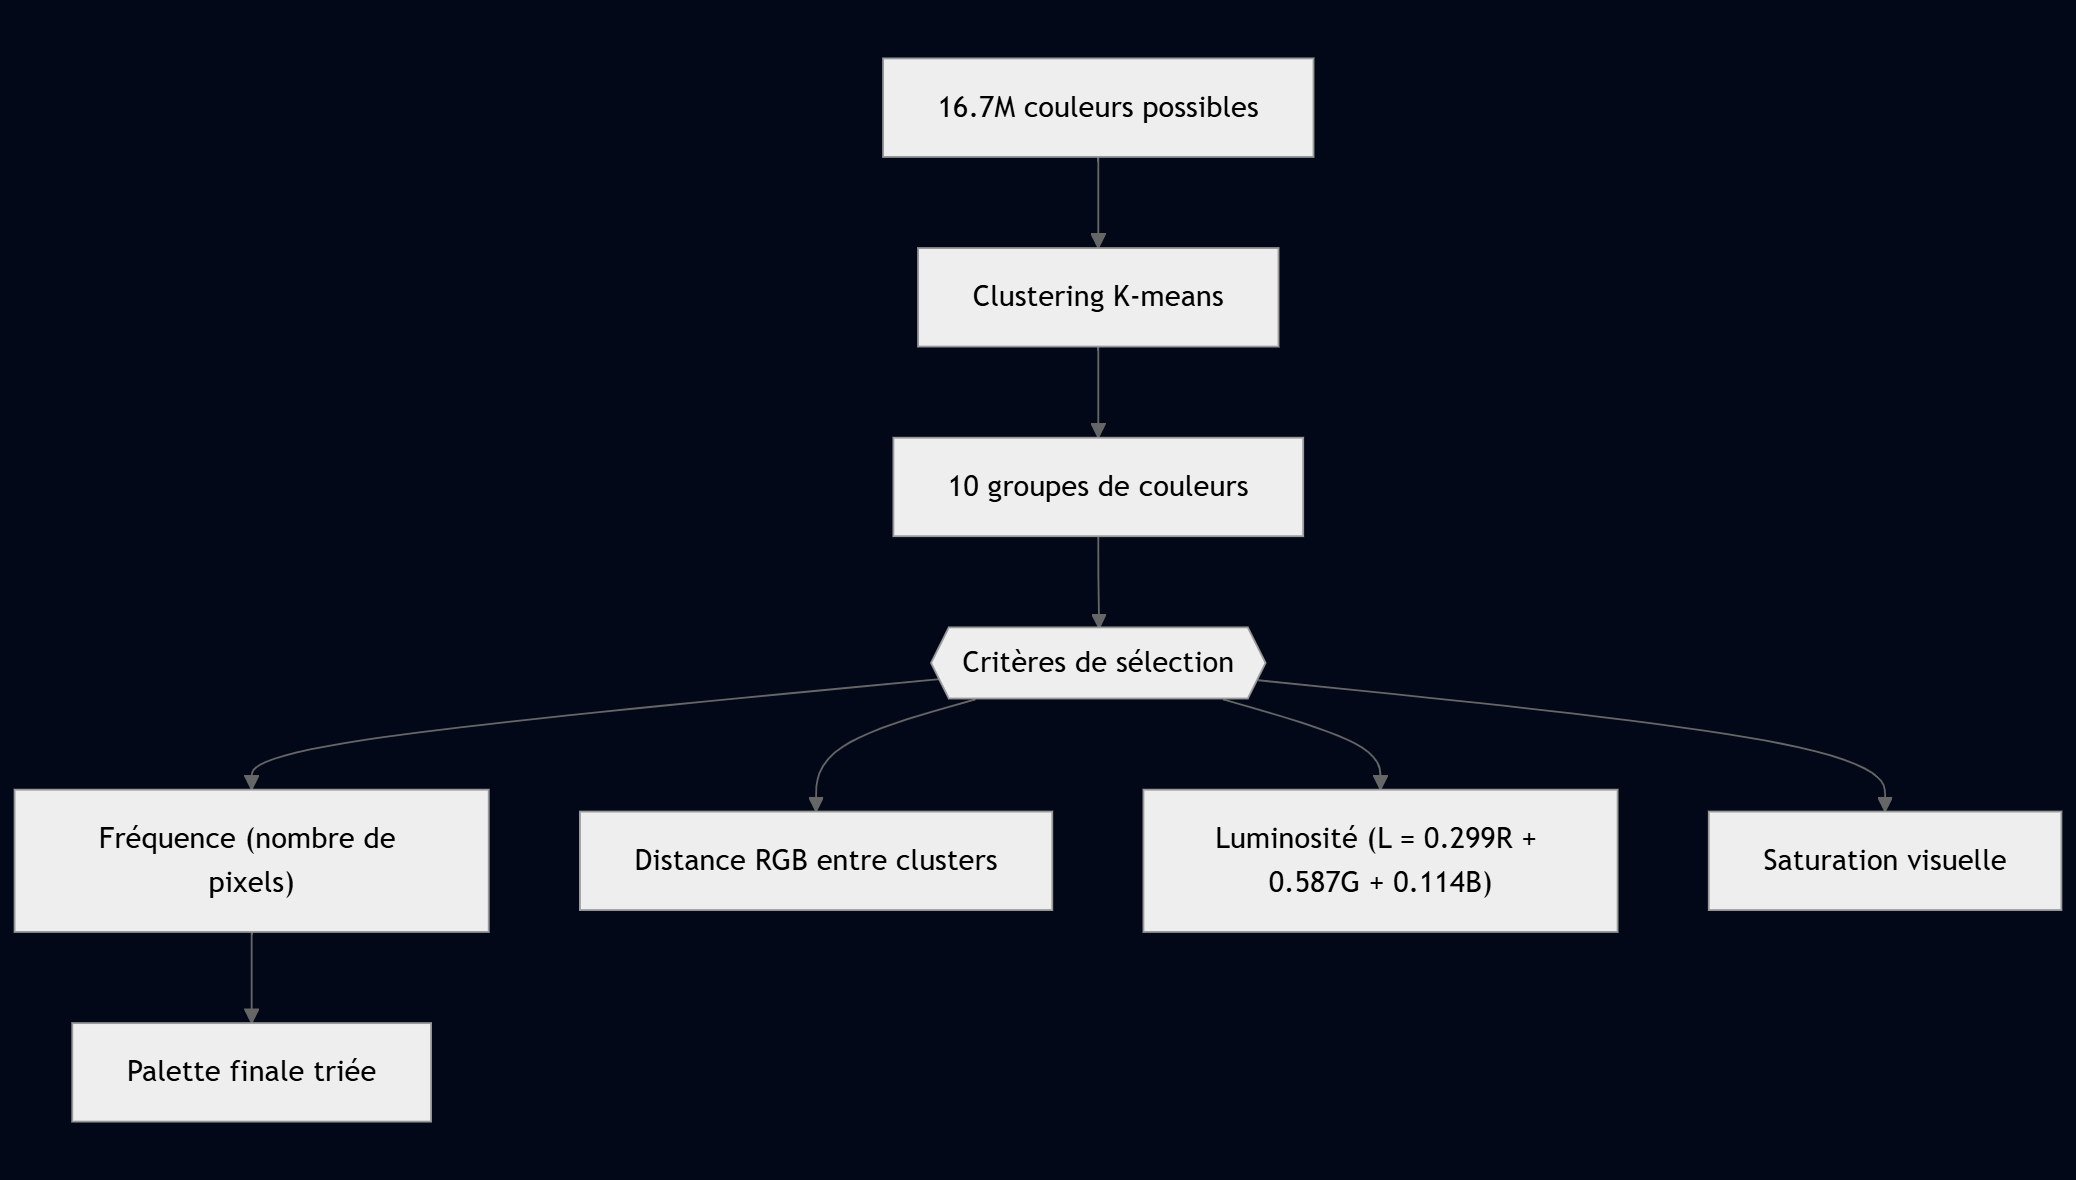 16.7M couleurs possibles
Clustering K-means
10 groupes de couleurs
Critères de sélection
Fréquence (nombre de
pixels)
Distance RGB entre clusters
Luminosité (L = 0.299R +
0.587G + 0.114B)
Saturation visuelle
Palette finale triée